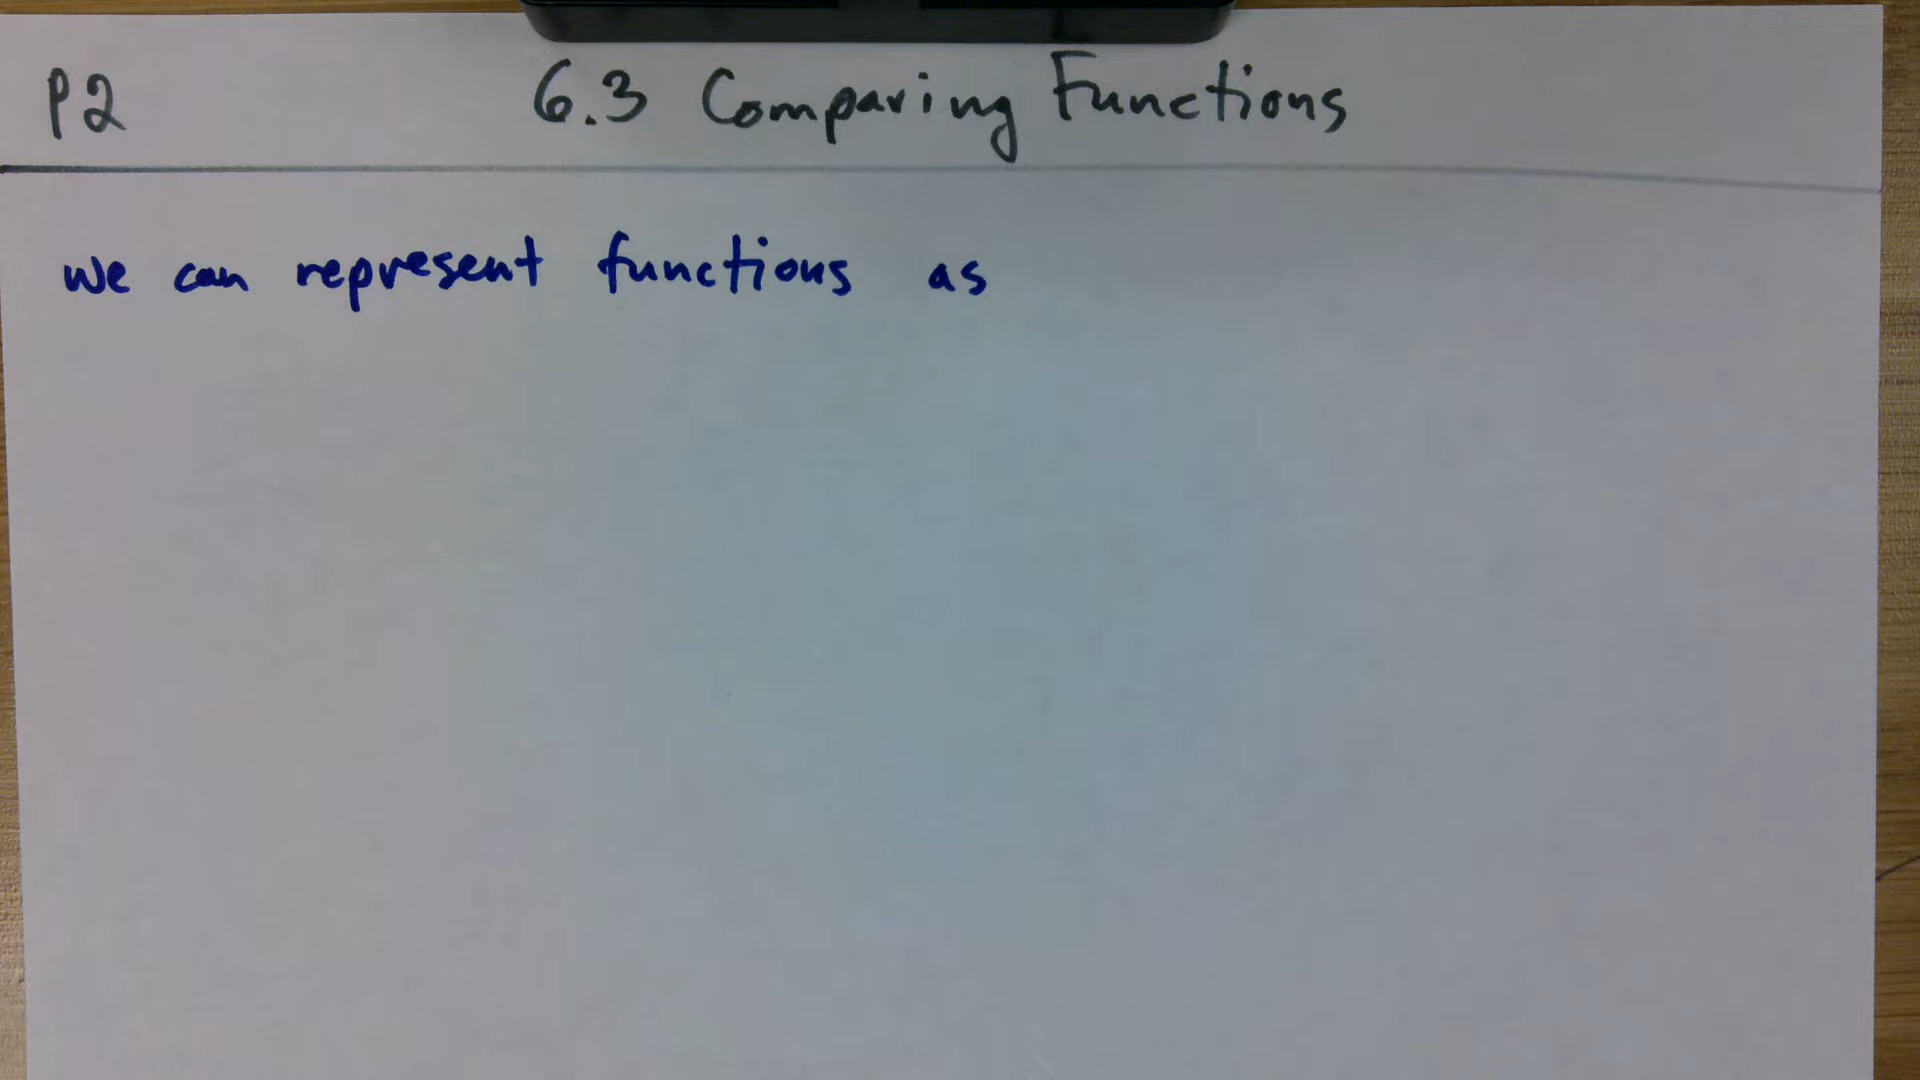 P2
6.3 Comparing Functions
We can represent functions as